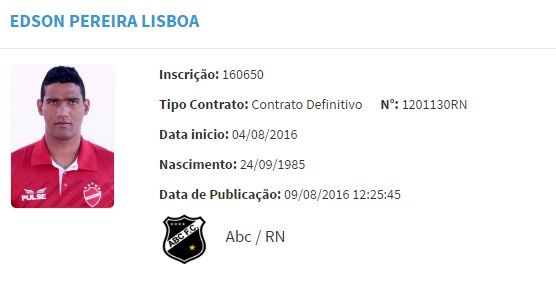 EDSON PEREIRA LISBOA
Inscrição: 160650
Tipo Contrato: Contrato Definitivo N°: 1201130RN
Data inicio: 04/08/2016
Nascimento: 24/09/1985
Data de Publicação: 09/08/2016 12:25:45
PULSE
ABC F.C.
Abc / RN